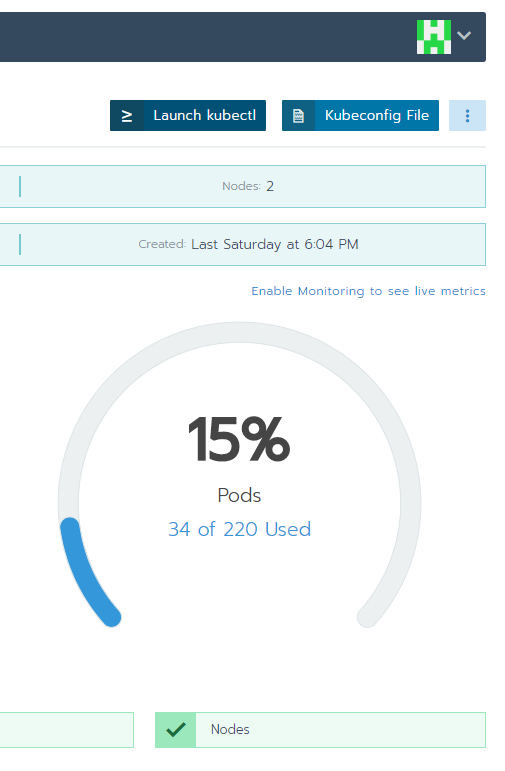 Launch kubectl
Kubeconfig File
Nodes: 2
Created: Last Saturday at 6:04 PM
Enable Monitoring to see live metrics
15%
Pods
34 of 220 Used
Nodes